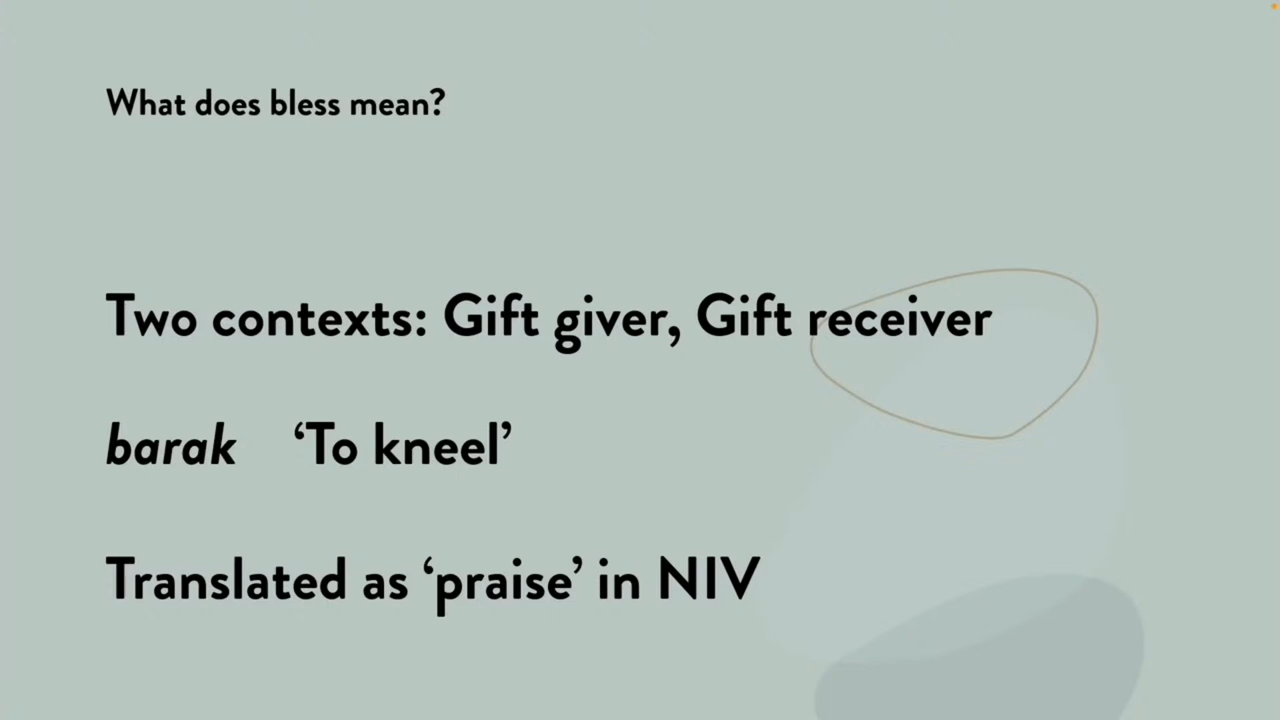 What does bless mean?
Two contexts: Gift giver, Gift receiver
barak ‘To kneel’
Translated as ‘praise’ in NIV